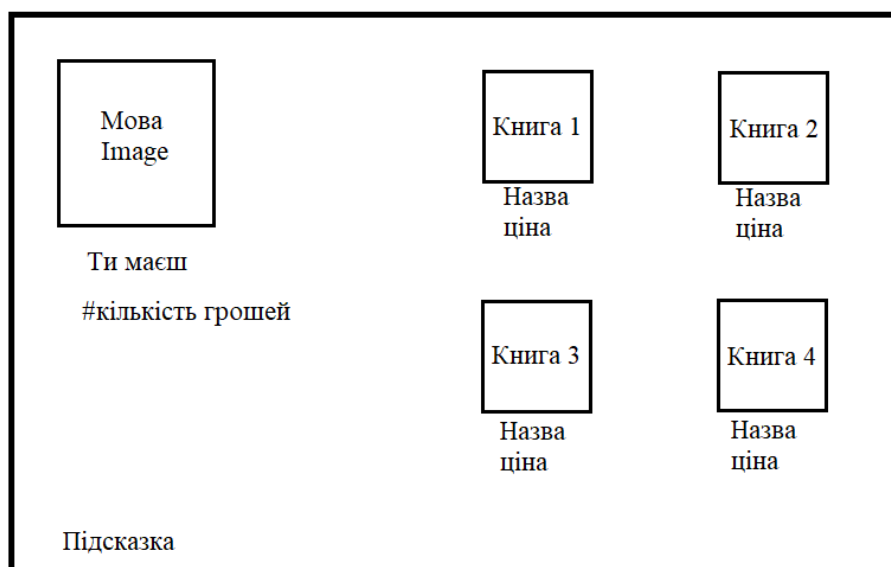 Мова
Image
Ти маєш
#кількість грошей
Книга 1
Назва
ціна
Книга 2
Назва
ціна
Книга 3
Назва
ціна
Книга 4
Назва
ціна
Підсказка